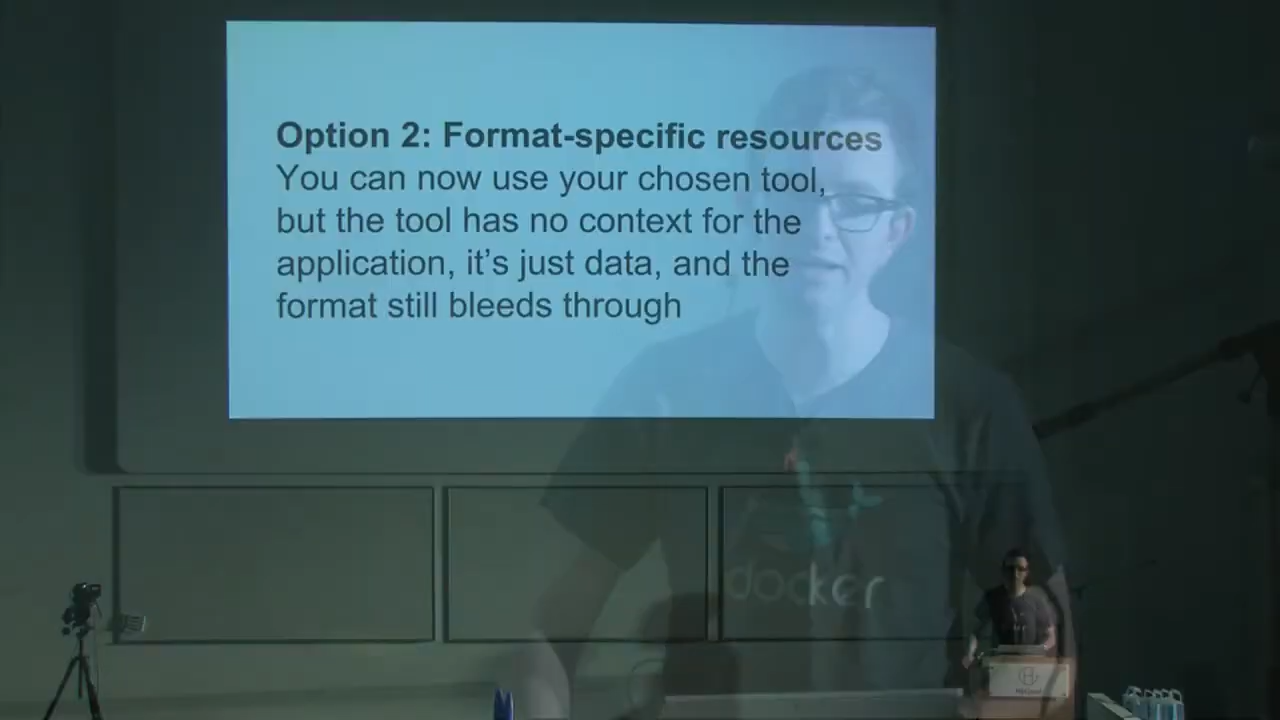 Option 2: Format-specific resources
You can now use your chosen tool,
but the tool has no context for the
application, it's just data, and the
format still bleeds through
docker